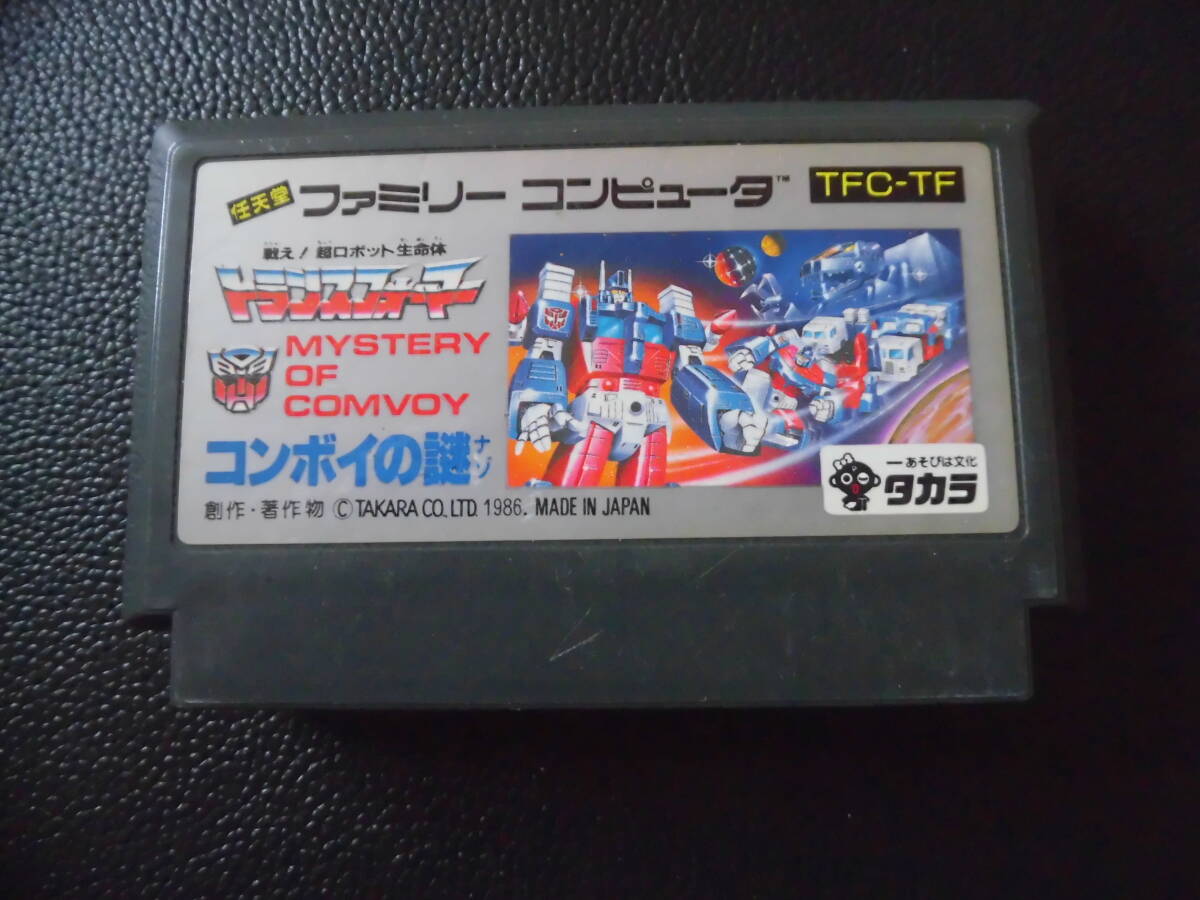 任天堂 ファミリー コンピュータ™ TFC-TF
戦え！超ロボット生命体
トランスフォーマー
MYSTERY
OF
COMVOY
コンボイの謎
ナゾ
創作・著作物 ©TAKARA CO., LTD. 1986. MADE IN JAPAN
ーあそびは文化
タカラ